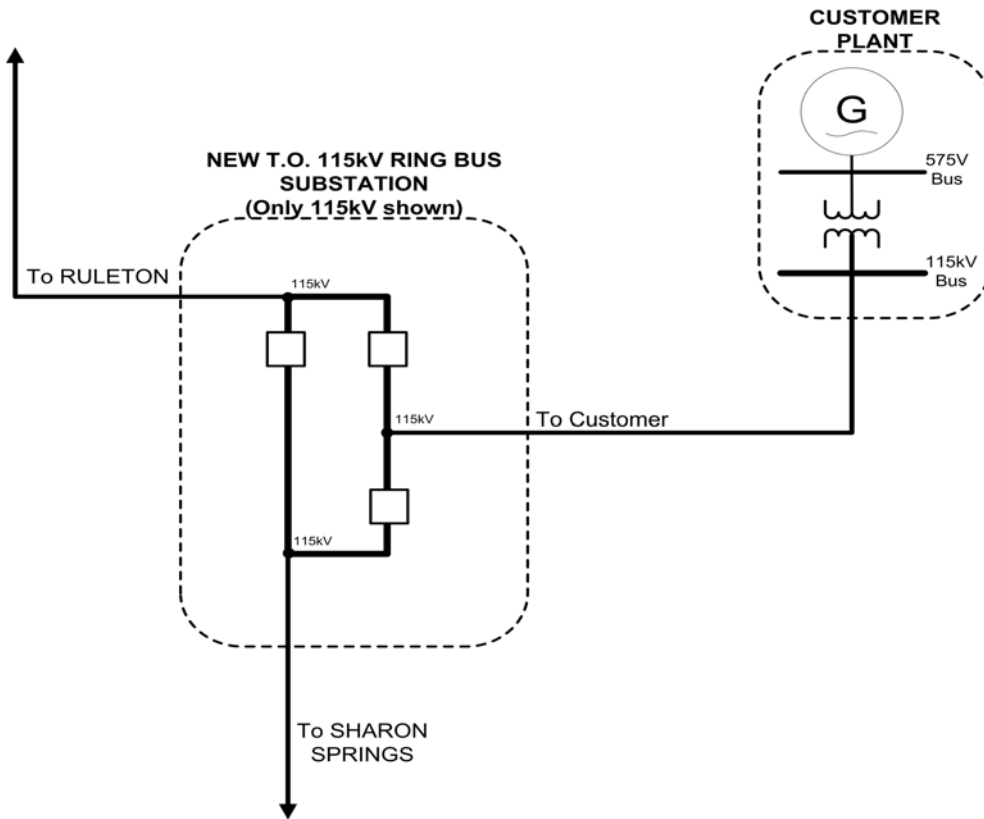 CUSTOMER
PLANT
G
575V
Bus
115kV
Bus
NEW T.O. 115kV RING BUS
SUBSTATION
(Only 115kV shown)
To RULETON
115kV
115kV
To Customer
115kV
To SHARON
SPRINGS